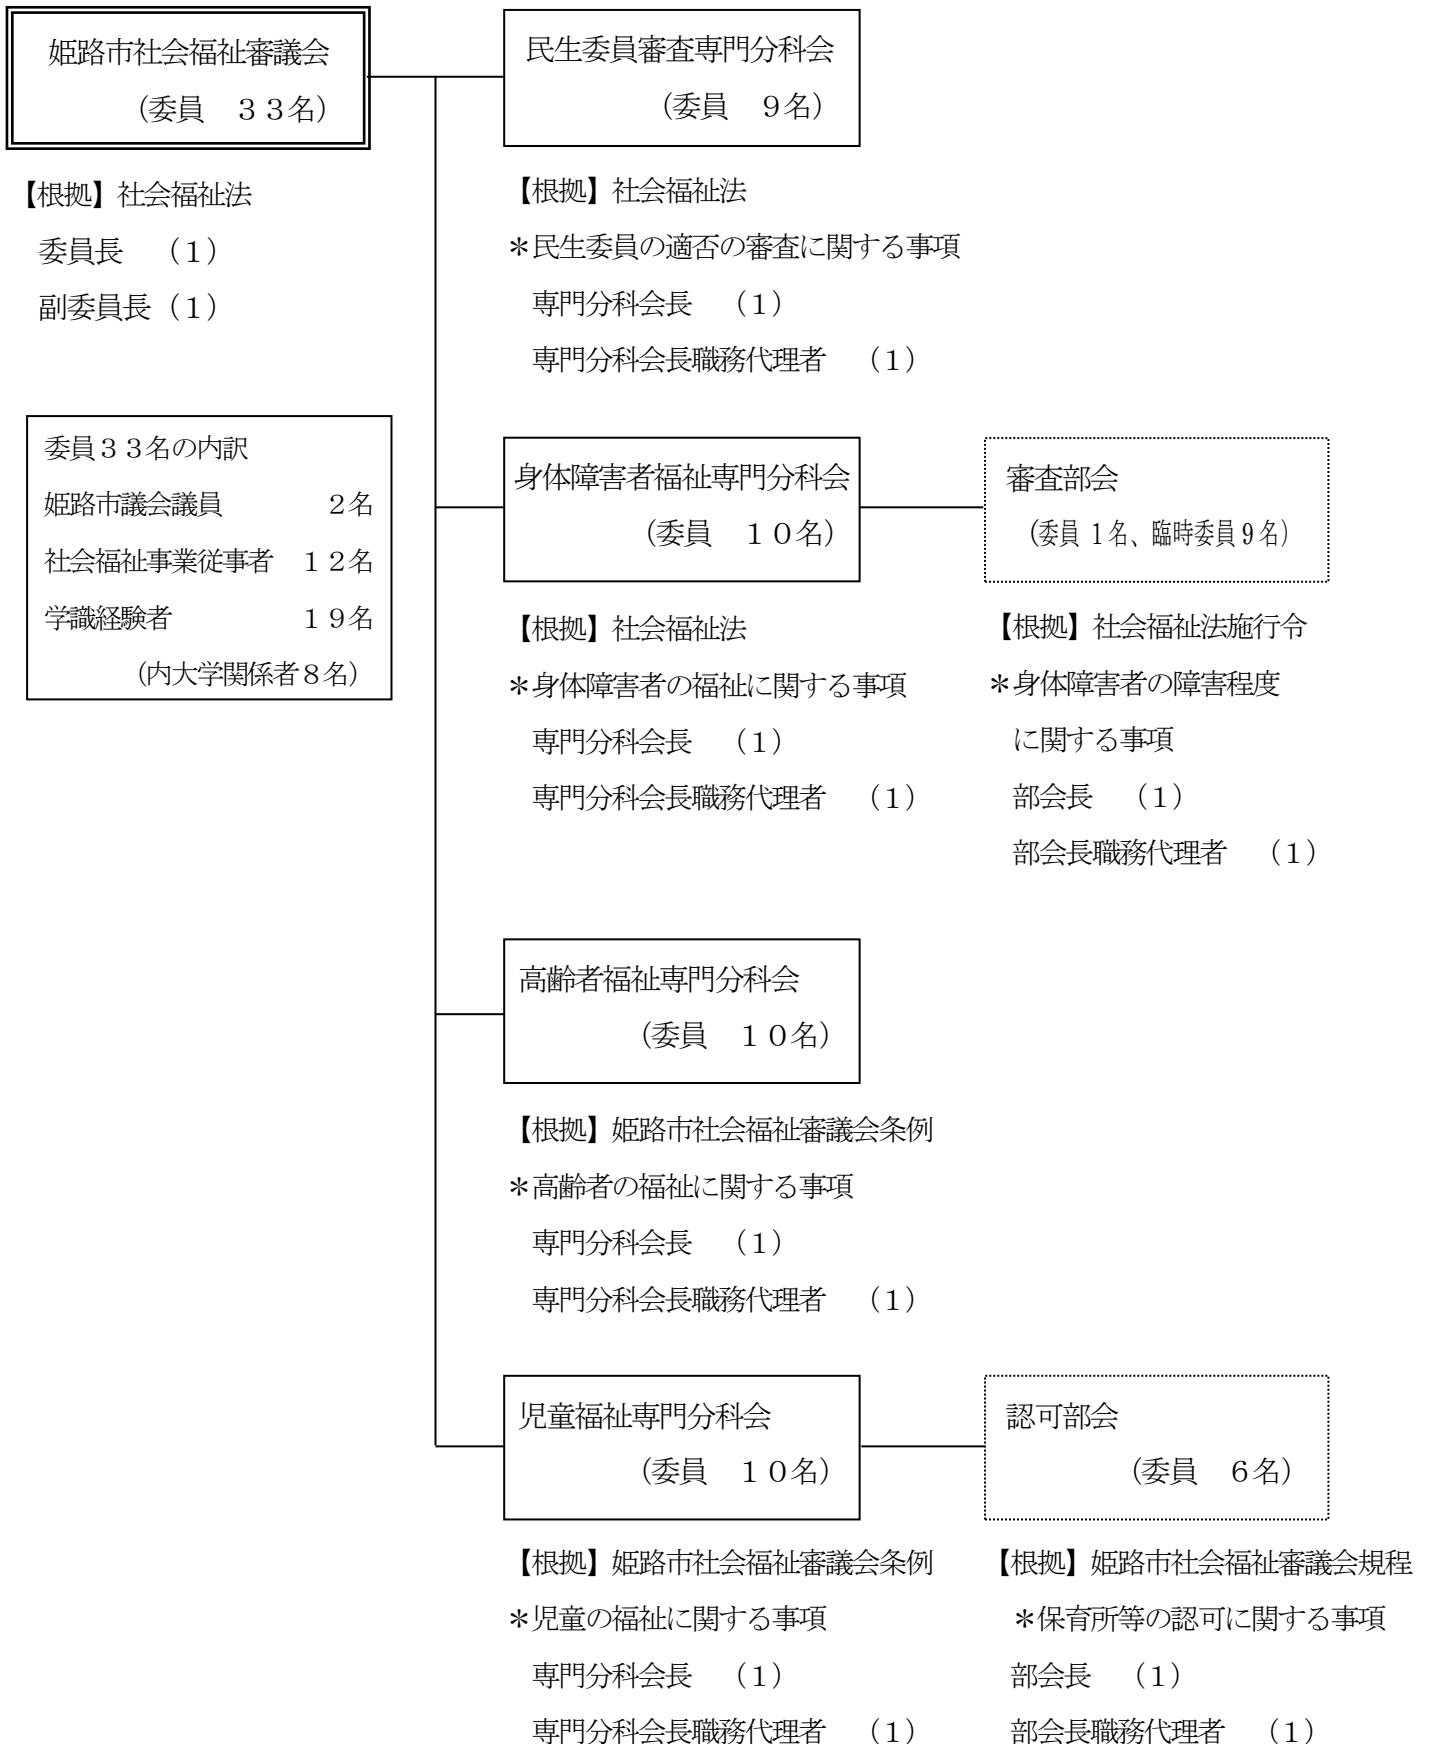 姫路市社会福祉審議会
(委員　３３名)
【根拠】社会福祉法
委員長　（１）
副委員長（１）
委員３３名の内訳
姫路市議会議員　２名
社会福祉事業従事者　１２名
学識経験者　１９名
(内大学関係者８名)
民生委員審査専門分科会
(委員　９名)
【根拠】社会福祉法
＊民生委員の適否の審査に関する事項
専門分科会長　（１）
専門分科会長職務代理者　（１）
身体障害者福祉専門分科会
(委員　１０名)
【根拠】社会福祉法
＊身体障害者の福祉に関する事項
専門分科会長　（１）
専門分科会長職務代理者　（１）
審査部会
(委員 1名、臨時委員9名)
【根拠】社会福祉法施行令
＊身体障害者の障害程度
に関する事項
部会長　（１）
部会長職務代理者　（１）
高齢者福祉専門分科会
(委員　１０名)
【根拠】姫路市社会福祉審議会条例
＊高齢者の福祉に関する事項
専門分科会長　（１）
専門分科会長職務代理者　（１）
児童福祉専門分科会
(委員　１０名)
【根拠】姫路市社会福祉審議会条例
＊児童の福祉に関する事項
専門分科会長　（１）
専門分科会長職務代理者　（１）
認可部会
(委員　６名)
【根拠】姫路市社会福祉審議会規程
＊保育所等の認可に関する事項
部会長　（１）
部会長職務代理者　（１）